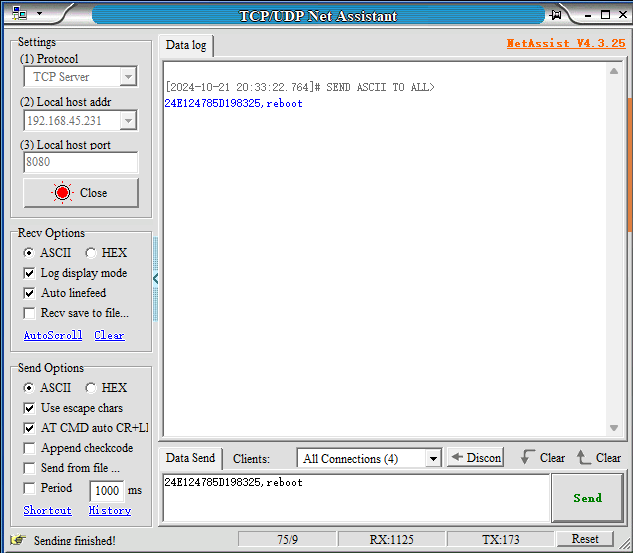 TCP/UDP Net Assistant
Settings
(1) Protocol
TCP Server
(2) Local host addr
192.168.45.231
(3) Local host port
8080
Close
Recv Options
ASCII
HEX
Log display mode
Auto linefeed
Recv save to file...
AutoScroll
Clear
Send Options
ASCII
HEX
Use escape chars
AT CMD auto CR+LF
Append checkcode
Send from file ...
Period
1000
ms
Shortcut
History
Data log
NetAssist V4.3.25
[2024-10-21 20:33:22.764]# SEND ASCII TO ALL>
24E124785D198325,reboot
Data Send
Clients:
All Connections (4)
Discon
Clear
Clear
24E124785D198325,reboot
Send
Sending finished!
75/9
RX:1125
TX:173
Reset